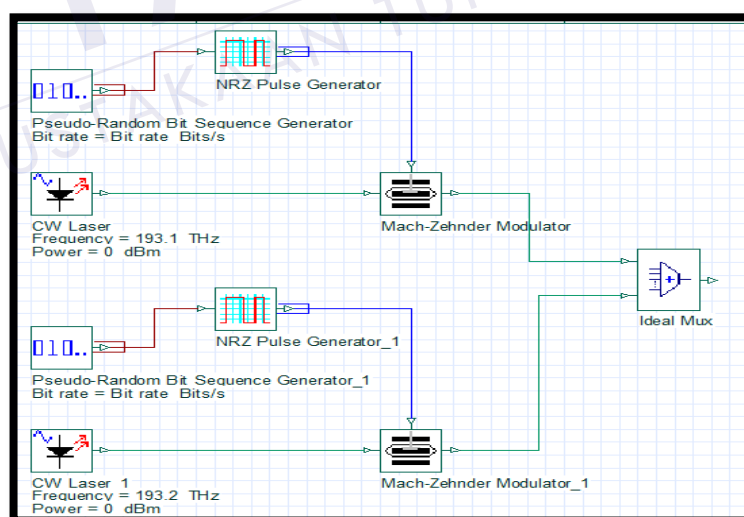 NRZ Pulse Generator
Pseudo-Random Bit Sequence Generator
Bit rate = Bit rate Bits/s
CW Laser
Frequency = 193.1 THz
Power = 0 dBm
Mach-Zehnder Modulator
Ideal Mux
NRZ Pulse Generator_1
Pseudo-Random Bit Sequence Generator_1
Bit rate = Bit rate Bits/s
CW Laser_1
Frequency = 193.2 THz
Power = 0 dBm
Mach-Zehnder Modulator_1